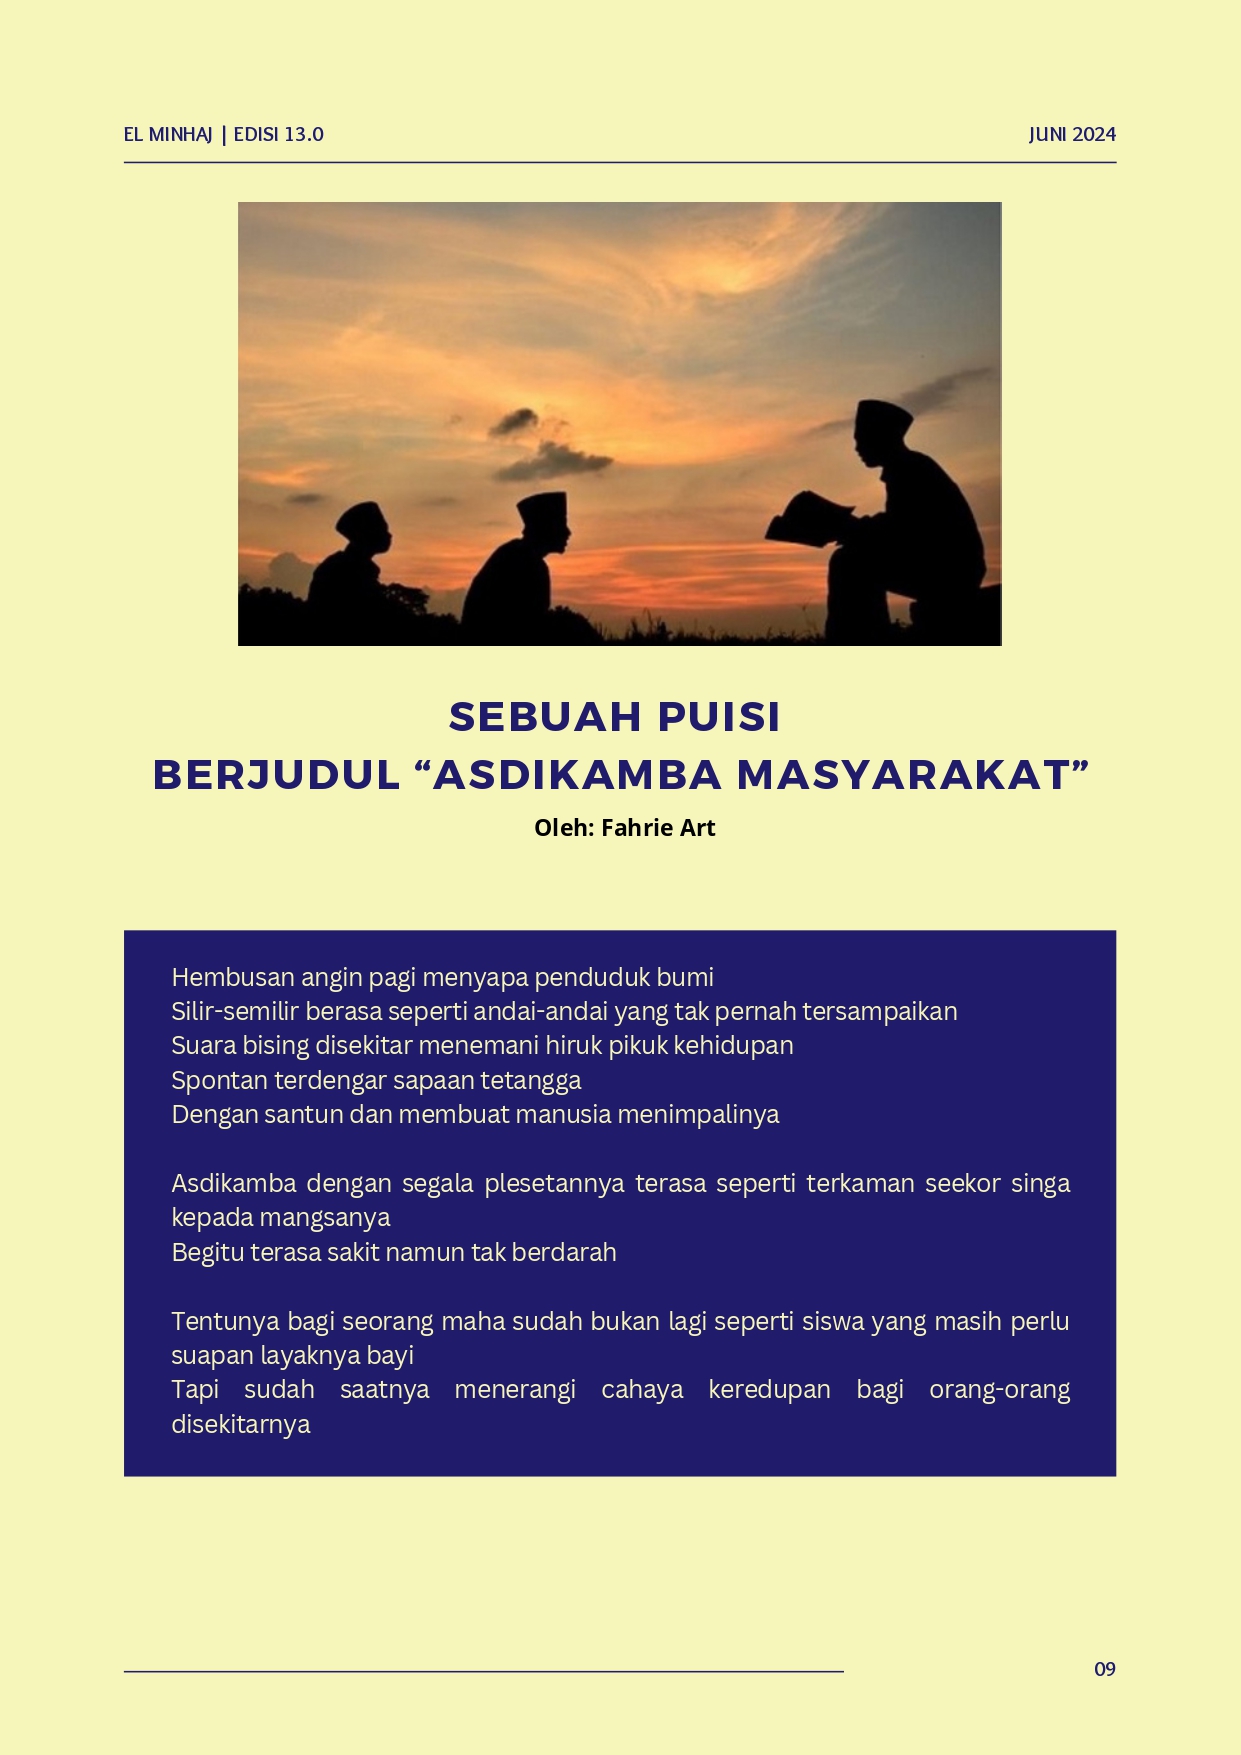 EL MINHAJ | EDISI 13.0
JUNI 2024
SEBUAH PUISI
BERJUDUL “ASDIKAMBA MASYARAKAT”
Oleh: Fahrie Art
Hembusan angin pagi menyapa penduduk bumi
Silir-semilir berasa seperti andai-andai yang tak pernah tersampaikan
Suara bising disekitar menemani hiruk pikuk kehidupan
Spontan terdengar sapaan tetangga
Dengan santun dan membuat manusia menimpalinya
Asdikamba dengan segala plesetannya terasa seperti terkaman seekor singa
kepada mangsanya
Begitu terasa sakit namun tak berdarah
Tentunya bagi seorang maha sudah bukan lagi seperti siswa yang masih perlu
suapan layaknya bayi
Tapi sudah saatnya menerangi cahaya keredupan bagi orang-orang
disekitarnya
09